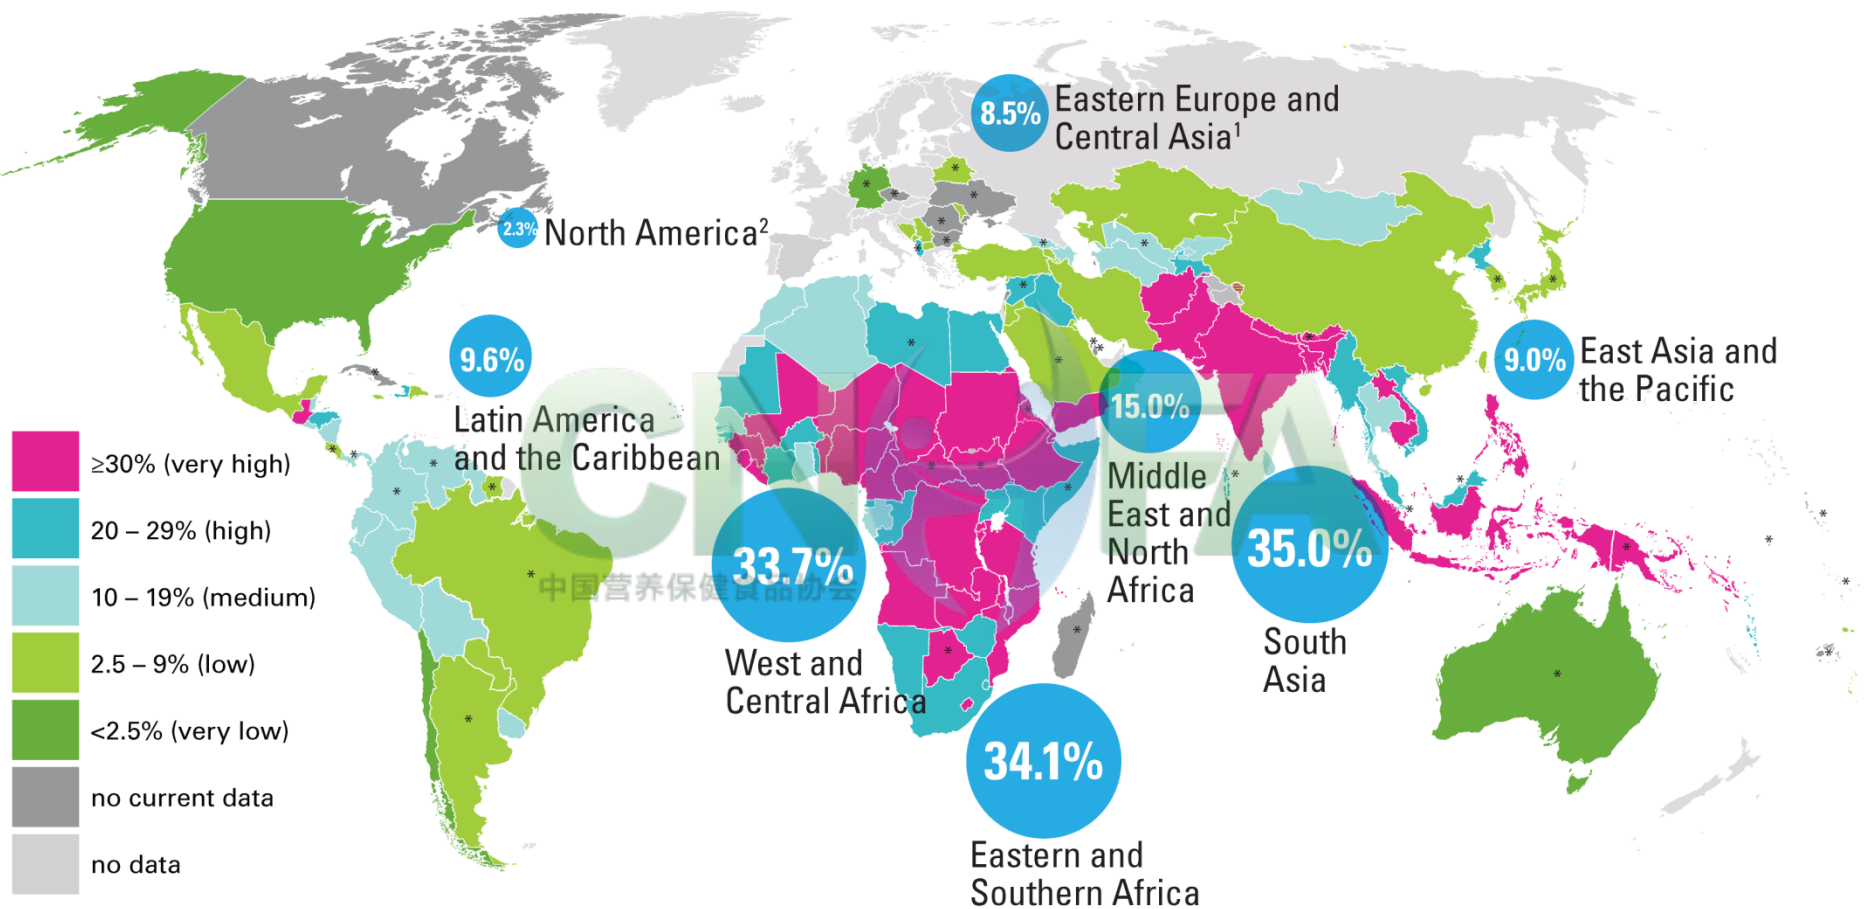 8.5%
Eastern Europe and
Central Asia1
2.3%
North America2
9.6%
Latin America
and the Caribbean
9.0%
East Asia and
the Pacific
15.0%
Middle
East and
North
Africa
33.7%
West and
Central Africa
35.0%
South
Asia
34.1%
Eastern and
Southern Africa
≥30% (very high)
20 – 29% (high)
10 – 19% (medium)
2.5 – 9% (low)
<2.5% (very low)
no current data
no data
中国营养保健食品协会